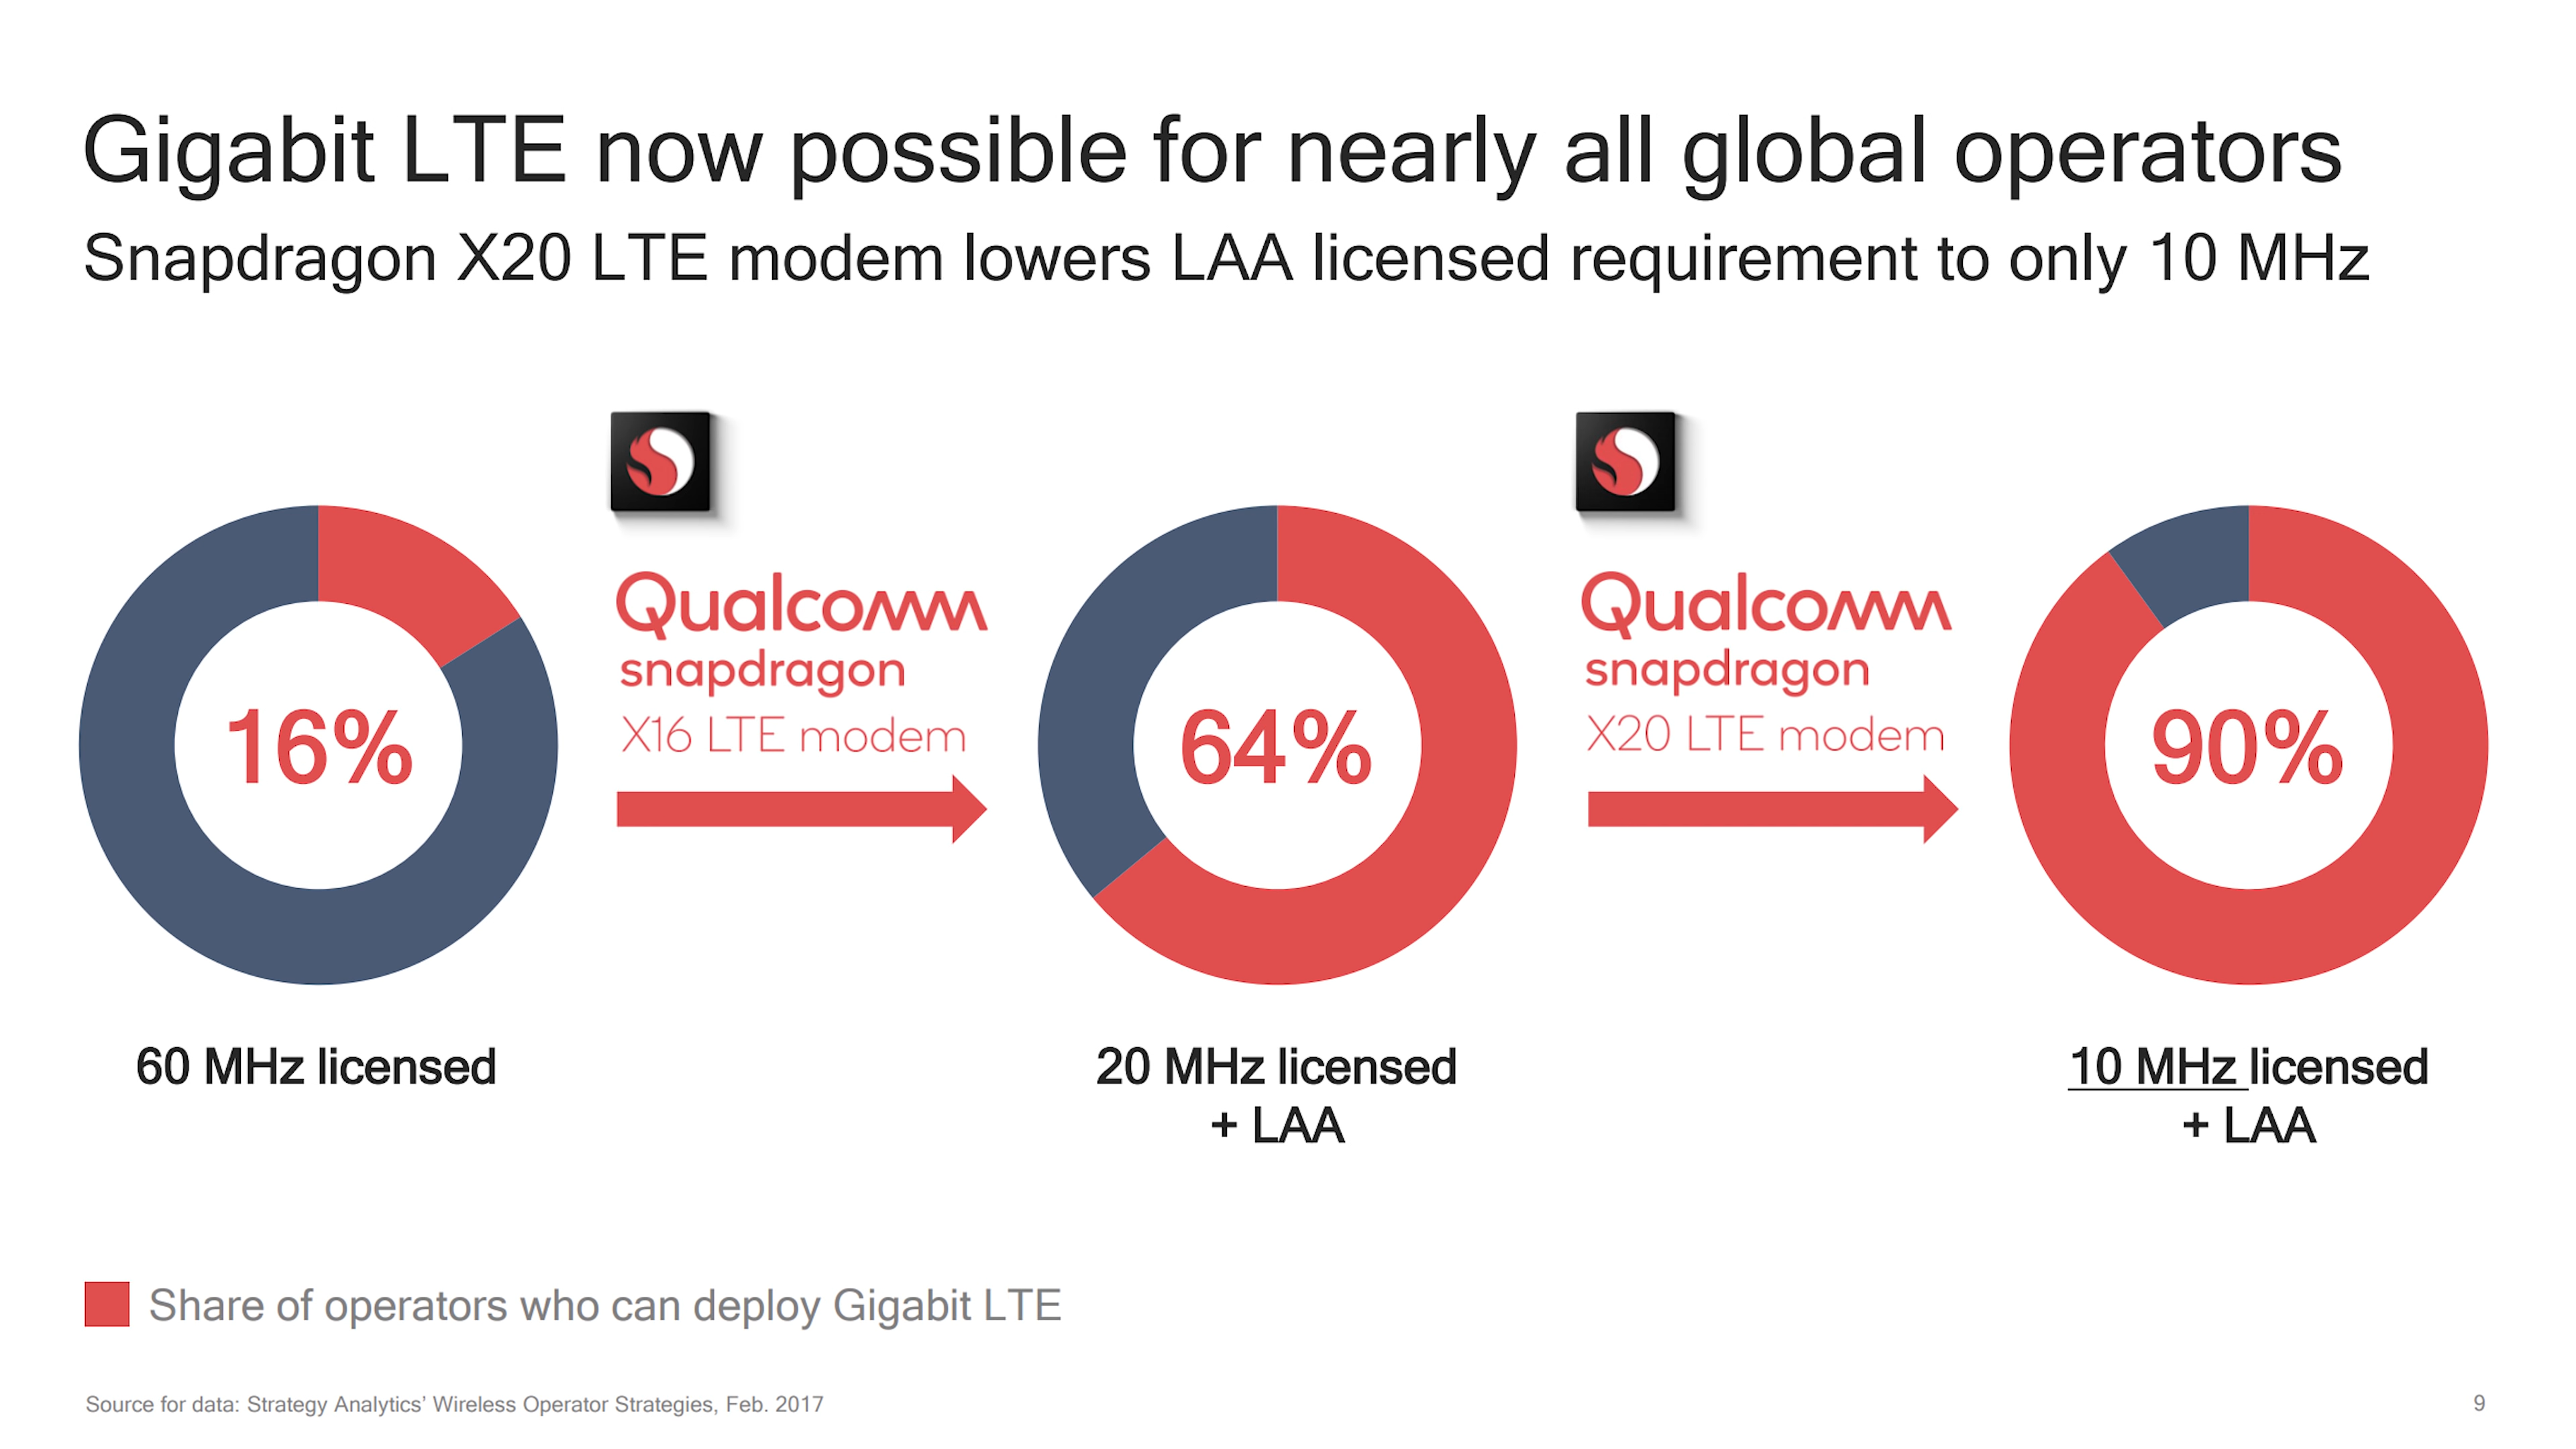 Gigabit LTE now possible for nearly all global operators
Snapdragon X20 LTE modem lowers LAA licensed requirement to only 10 MHz
16%
60 MHz licensed
Qualcomm
snapdragon
X16 LTE modem
64%
20 MHz licensed
+ LAA
Qualcomm
snapdragon
X20 LTE modem
90%
10 MHz licensed
+ LAA
Share of operators who can deploy Gigabit LTE
Source for data: Strategy Analytics’ Wireless Operator Strategies, Feb. 2017
9